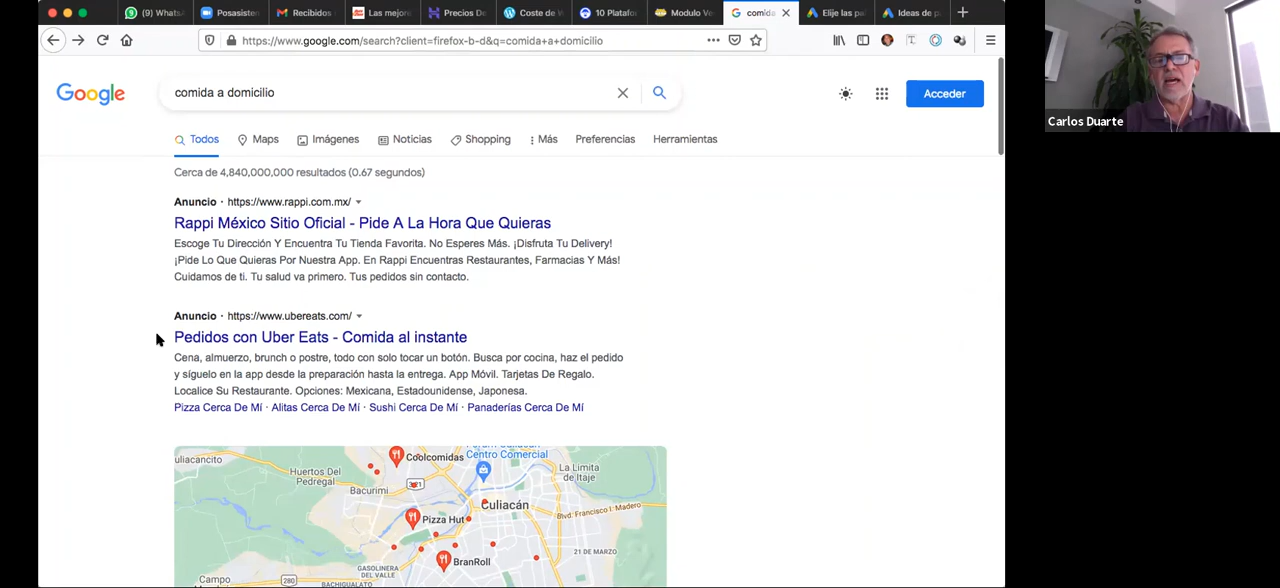 (9) WhatsA
Posasisten
Recibidos
Las mejore
Precios De
Coste de W
10 Platafo
Modulo Ve
comida
Elije las pa
Ideas de p
https://www.google.com/search?client=firefox-b-d&q=comida+a+domicilio
Google
comida a domicilio
Acceder
Todos
Maps
Imágenes
Noticias
Shopping
Más
Preferencias
Herramientas
Cerca de 4,840,000,000 resultados (0.67 segundos)
Anuncio · https://www.rappi.com.mx/
Rappi México Sitio Oficial - Pide A La Hora Que Quieras
Escoge Tu Dirección Y Encuentra Tu Tienda Favorita. No Esperes Más. ¡Disfruta Tu Delivery!
¡Pide Lo Que Quieras Por Nuestra App. En Rappi Encuentras Restaurantes, Farmacias Y Más!
Cuidamos de ti. Tu salud va primero. Tus pedidos sin contacto.
Anuncio · https://www.ubereats.com/
Pedidos con Uber Eats - Comida al instante
Cena, almuerzo, brunch o postre, todo con solo tocar un botón. Busca por cocina, haz el pedido
y síguelo en la app desde la preparación hasta la entrega. App Móvil. Tarjetas De Regalo.
Localice Su Restaurante. Opciones: Mexicana, Estadounidense, Japonesa.
Pizza Cerca De Mí · Alitas Cerca De Mí · Sushi Cerca De Mí · Panaderías Cerca De Mí
uliacancito
Huertos Del
Pedregal
Bacurimi
Coolcomidas
Forum Culiacán
Centro Comercial
La Limita
de Itaje
Culiacán
Pizza Hut
Blvd. Francisco I. Madero
21 DE MARZO
BranRoll
GASOLINERA
DEL VALLE
Campo
280
BACHIGUALATO
Carlos Duarte